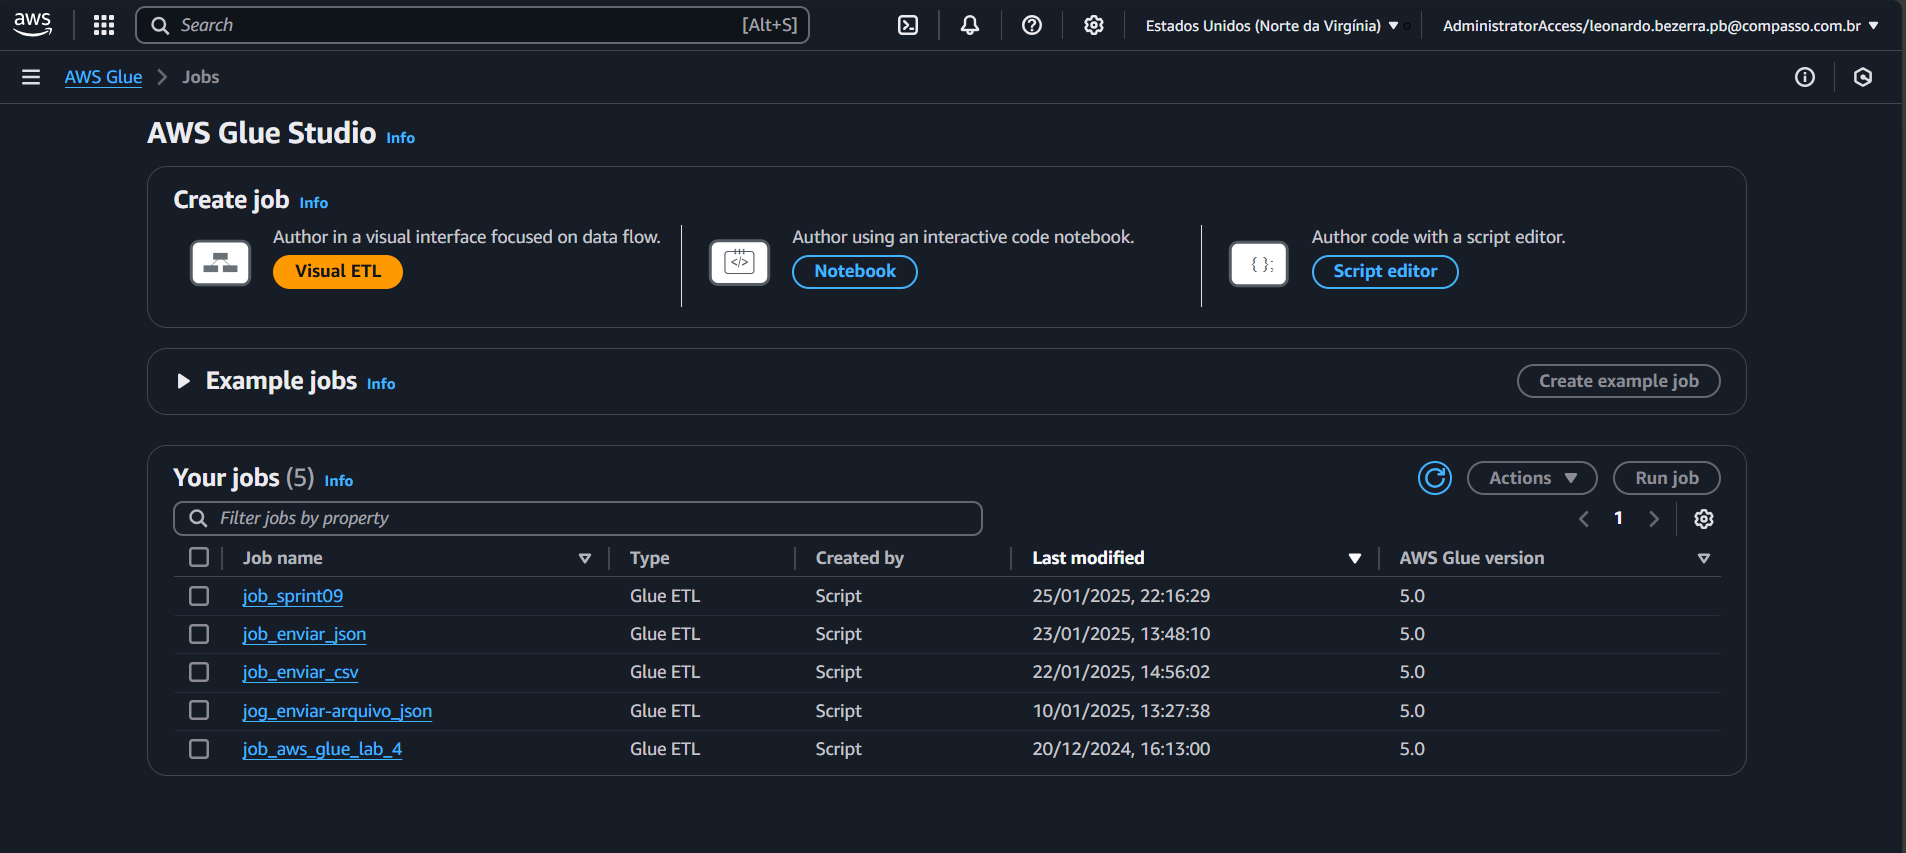 aws
Search [Alt+S]
Estados Unidos (Norte da Virgínia)
AdministratorAccess/leonardo.bezerra.pb@compasso.com.br
AWS Glue > Jobs
AWS Glue Studio Info
Create job Info
Author in a visual interface focused on data flow.
Visual ETL
</>
Author using an interactive code notebook.
Notebook
{ };
Author code with a script editor.
Script editor
Example jobs Info
Create example job
Your jobs (5) Info
Actions
Run job
Filter jobs by property
1
Job name Type Created by Last modified AWS Glue version
job_sprint09 Glue ETL Script 25/01/2025, 22:16:29 5.0
job_enviar_json Glue ETL Script 23/01/2025, 13:48:10 5.0
job_enviar_csv Glue ETL Script 22/01/2025, 14:56:02 5.0
jog_enviar-arquivo_json Glue ETL Script 10/01/2025, 13:27:38 5.0
job_aws_glue_lab_4 Glue ETL Script 20/12/2024, 16:13:00 5.0